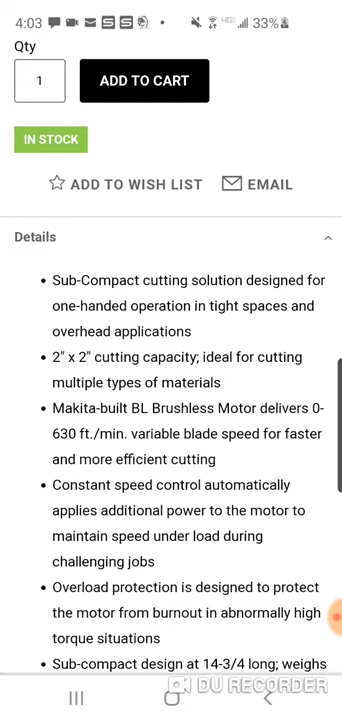 4:03 33%
Qty
1 ADD TO CART
IN STOCK
ADD TO WISH LIST EMAIL
Details
• Sub-Compact cutting solution designed for
one-handed operation in tight spaces and
overhead applications
• 2" x 2" cutting capacity; ideal for cutting
multiple types of materials
• Makita-built BL Brushless Motor delivers 0-
630 ft./min. variable blade speed for faster
and more efficient cutting
• Constant speed control automatically
applies additional power to the motor to
maintain speed under load during
challenging jobs
• Overload protection is designed to protect
the motor from burnout in abnormally high
torque situations
• Sub-compact design at 14-3/4 long; weighs
DU RECORDER